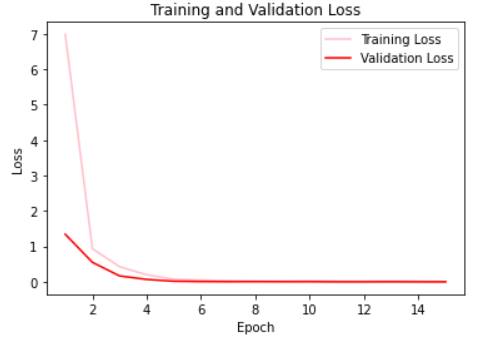 Training and Validation Loss
Training Loss
Validation Loss
7
6
5
4
3
2
1
0
Loss
2 4 6 8 10 12 14
Epoch